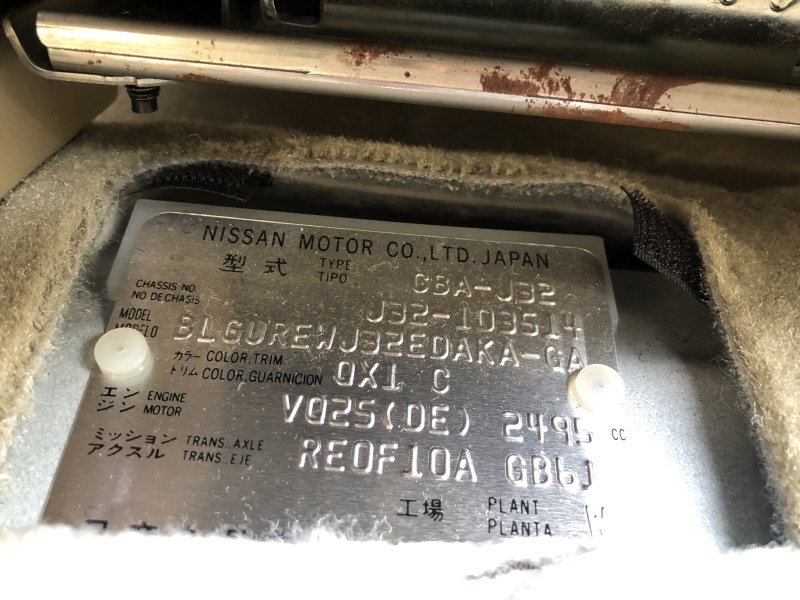 NISSAN MOTOR CO.,LTD. JAPAN
型式 TYPE TIPO CBA-J32
CHASSIS NO NO DE CHASIS J32-103514
MODEL MODELO BLGUREWJ32EDAKA-GA
カラー COLOR,TRIM
トリム COLOR,GUARNICION QX1 C
エンジン ENGINE MOTOR VQ25(DE) 2495 CC
ミッション TRANS.,AXLE
アクスル TRANS.,EJE RE0F10A GB61
工場 PLANT PLANTA